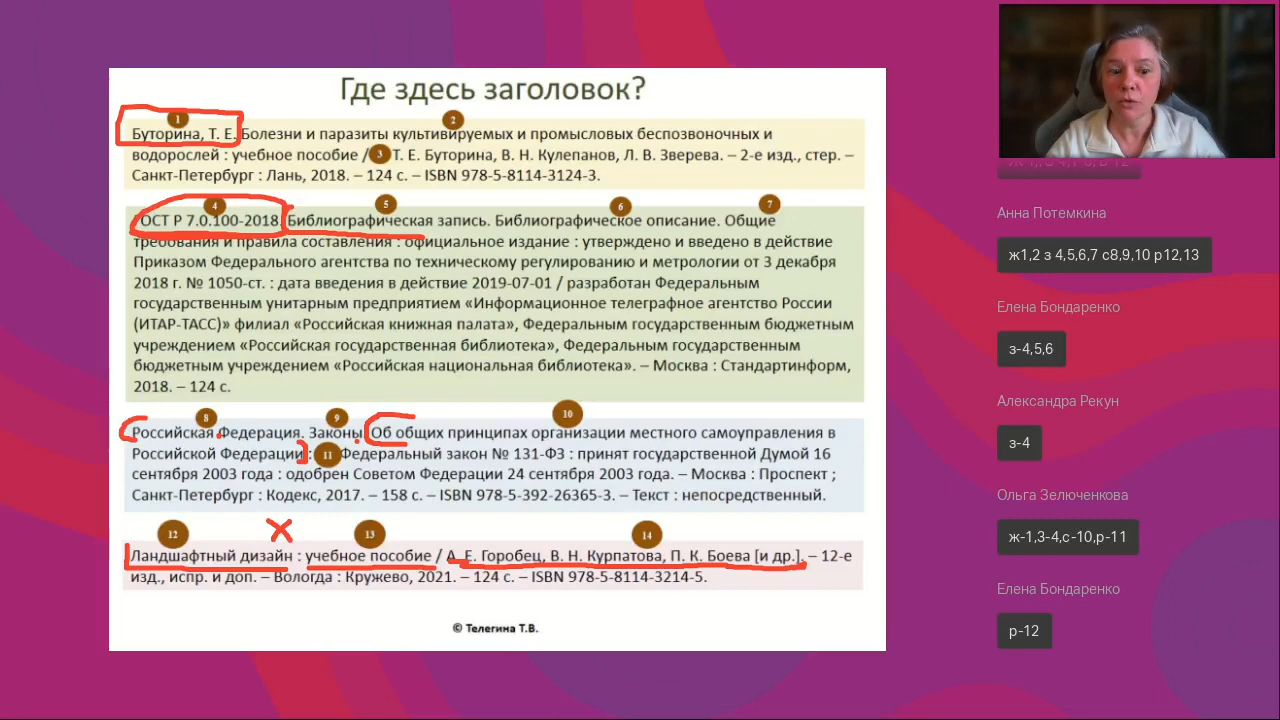 Где здесь заголовок?
1
2
Буторина, Т. Е. Болезни и паразиты культивируемых и промысловых беспозвоночных и
водорослей : учебное пособие / 3 Т. Е. Буторина, В. Н. Кулепанов, Л. В. Зверева. – 2-е изд., стер. –
Санкт-Петербург : Лань, 2018. – 124 с. – ISBN 978-5-8114-3124-3.
4
5
6
7
ГОСТ Р 7.0.100-2018. Библиографическая запись. Библиографическое описание. Общие
требования и правила составления : официальное издание : утверждено и введено в действие
Приказом Федерального агентства по техническому регулированию и метрологии от 3 декабря
2018 г. № 1050-ст. : дата введения в действие 2019-07-01 / разработан Федеральным
государственным унитарным предприятием «Информационное телеграфное агентство России
(ИТАР-ТАСС)» филиал «Российская книжная палата», Федеральным государственным бюджетным
учреждением «Российская государственная библиотека», Федеральным государственным
бюджетным учреждением «Российская национальная библиотека». – Москва : Стандартинформ,
2018. – 124 с.
8
9
10
Российская Федерация. Законы. Об общих принципах организации местного самоуправления в
Российской Федерации : 11 Федеральный закон № 131-ФЗ : принят государственной Думой 16
сентября 2003 года : одобрен Советом Федерации 24 сентября 2003 года. – Москва : Проспект ;
Санкт-Петербург : Кодекс, 2017. – 158 с. – ISBN 978-5-392-26365-3. – Текст : непосредственный.
12
13
14
Ландшафтный дизайн : учебное пособие / А. Е. Горобец, В. Н. Курпатова, П. К. Боева [и др.]. – 12-е
изд., испр. и доп. – Вологда : Кружево, 2021. – 124 с. – ISBN 978-5-8114-3214-5.
© Телегина Т.В.
Анна Потемкина
ж1,2 з 4,5,6,7 с8,9,10 р12,13
Елена Бондаренко
з-4,5,6
Александра Рекун
з-4
Ольга Зелюченкова
ж-1,3-4,с-10,р-11
Елена Бондаренко
р-12